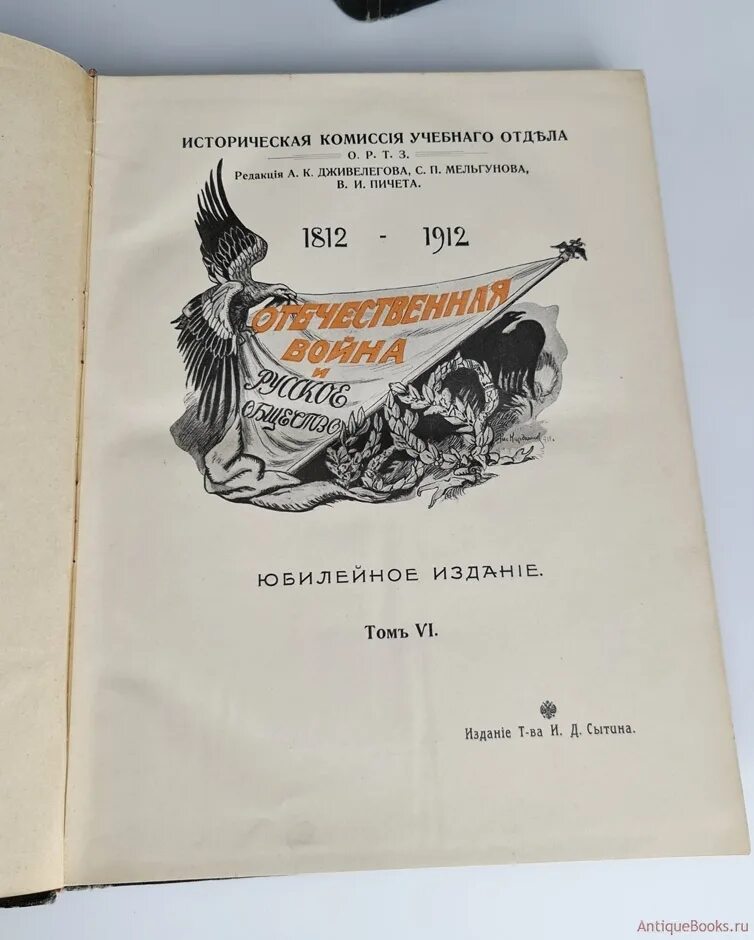 ИСТОРИЧЕСКАЯ КОМИССІЯ УЧЕБНАГО ОТДѢЛА
О. Р. Т. З.
Редакція А. К. ДЖИВЕЛЕГОВА, С. П. МЕЛЬГУНОВА,
В. И. ПИЧЕТА.
1812 - 1912
ОТЕЧЕСТВЕННАЯ
ВОЙНА
И
РУССКОЕ
ОБЩЕСТВО
ЮБИЛЕЙНОЕ ИЗДАНІЕ.
Томъ VI.
Изданіе Т-ва И. Д. Сытина.
AntiqueBooks.ru